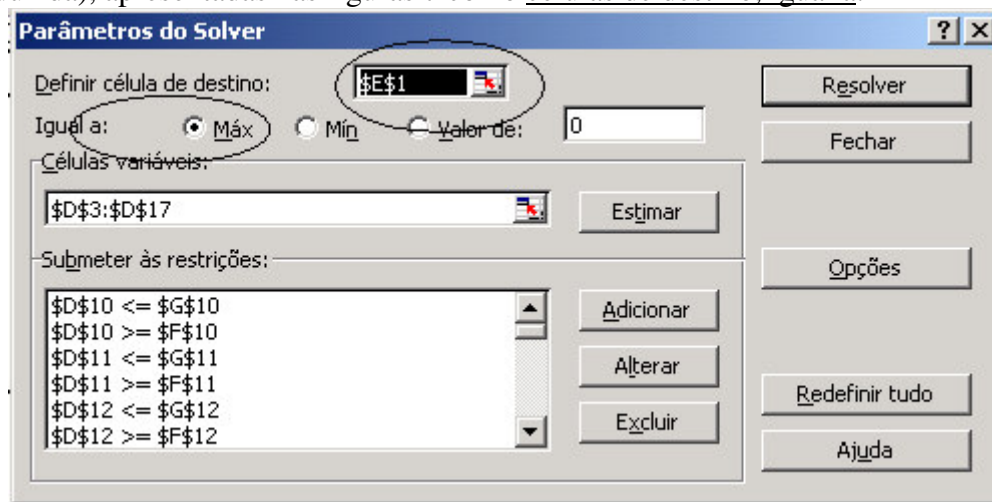 Parâmetros do Solver
Definir célula de destino:
$E$1
Resolver
Igual a:
Máx
Mín
Valor de:
0
Fechar
Células variáveis:
$D$3:$D$17
Estimar
Submeter às restrições:
Opções
$D$10 <= $G$10
$D$10 >= $F$10
$D$11 <= $G$11
$D$11 >= $F$11
$D$12 <= $G$12
$D$12 >= $F$12
Adicionar
Alterar
Excluir
Redefinir tudo
Ajuda